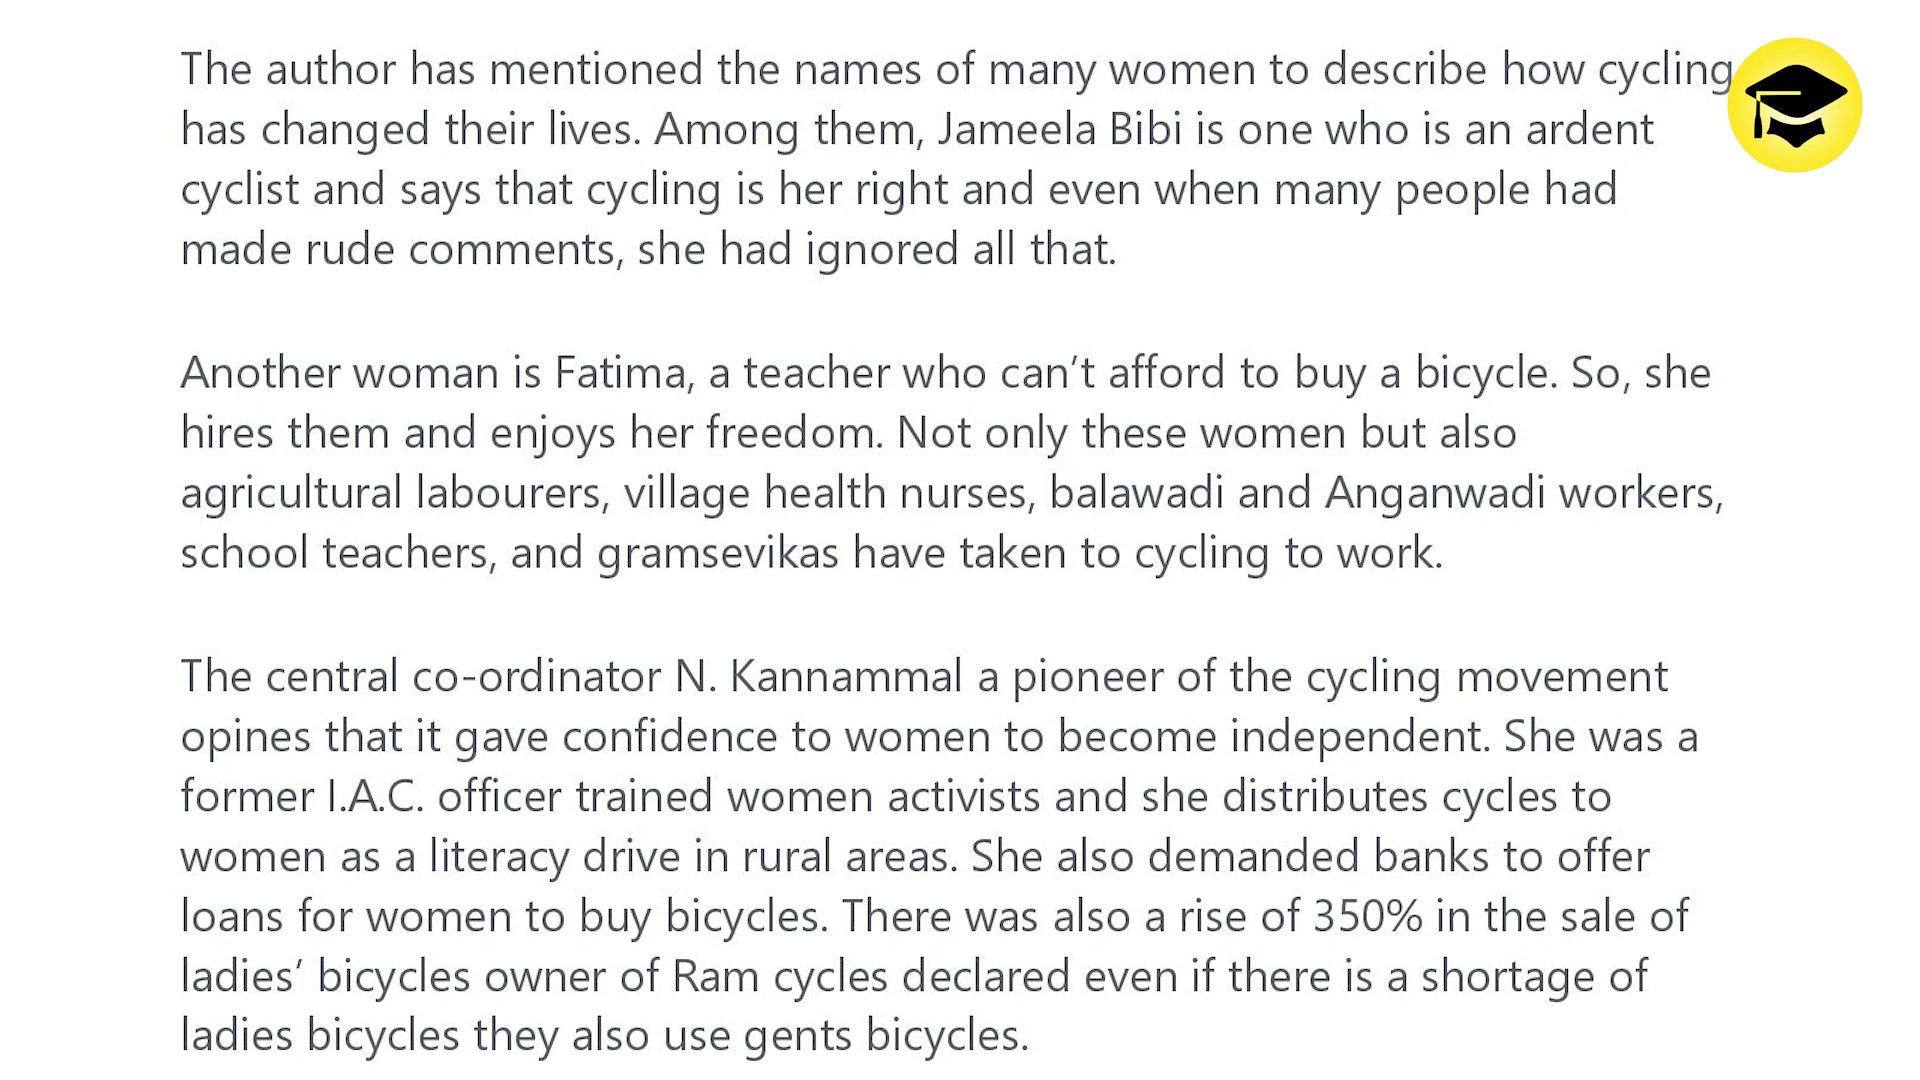 The author has mentioned the names of many women to describe how cycling
has changed their lives. Among them, Jameela Bibi is one who is an ardent
cyclist and says that cycling is her right and even when many people had
made rude comments, she had ignored all that.
Another woman is Fatima, a teacher who can’t afford to buy a bicycle. So, she
hires them and enjoys her freedom. Not only these women but also
agricultural labourers, village health nurses, balawadi and Anganwadi workers,
school teachers, and gramsevikas have taken to cycling to work.
The central co-ordinator N. Kannammal a pioneer of the cycling movement
opines that it gave confidence to women to become independent. She was a
former I.A.C. officer trained women activists and she distributes cycles to
women as a literacy drive in rural areas. She also demanded banks to offer
loans for women to buy bicycles. There was also a rise of 350% in the sale of
ladies’ bicycles owner of Ram cycles declared even if there is a shortage of
ladies bicycles they also use gents bicycles.